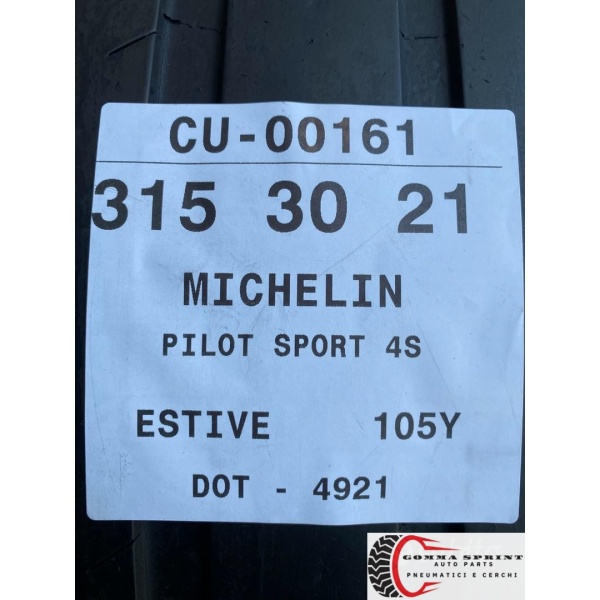 CU-00161
315 30 21
MICHELIN
PILOT SPORT 4S
ESTIVE 105Y
DOT - 4921
GOMMA SPRINT
AUTO PARTS
PNEUMATICI E CERCHI